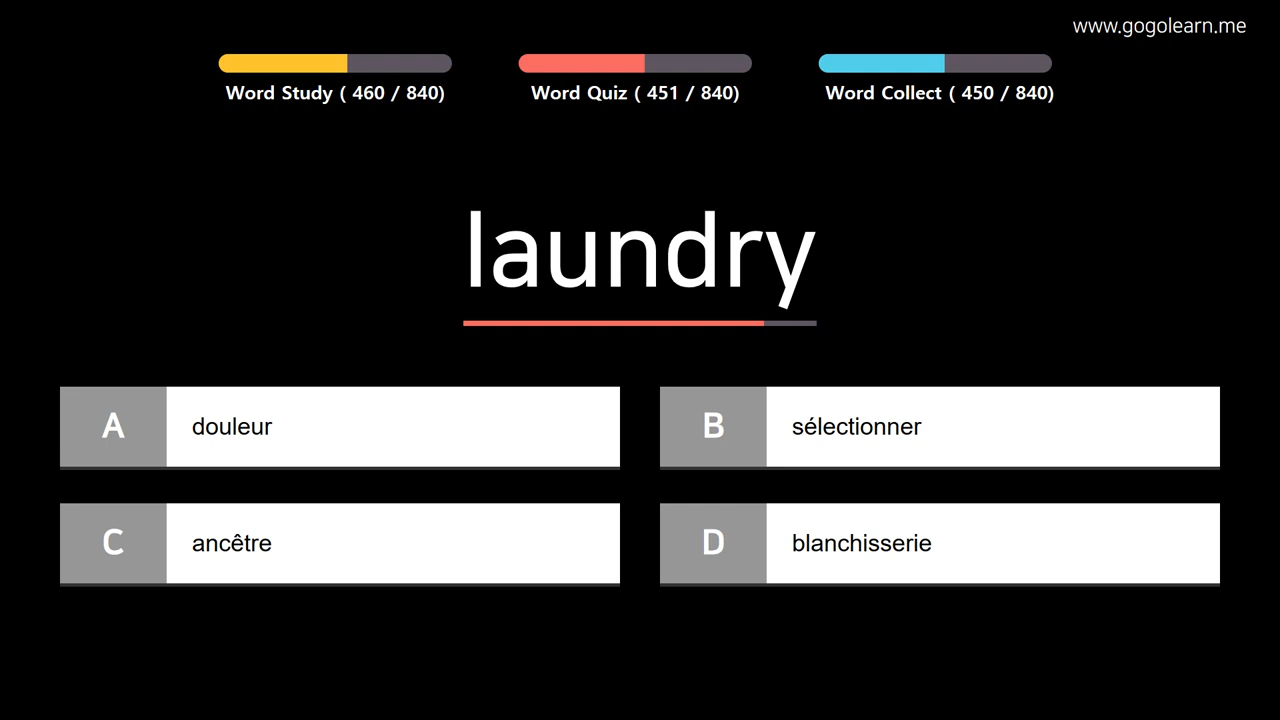 www.gogolearn.me
Word Study ( 460 / 840)
Word Quiz ( 451 / 840)
Word Collect ( 450 / 840)
laundry
A douleur
B sélectionner
C ancêtre
D blanchisserie